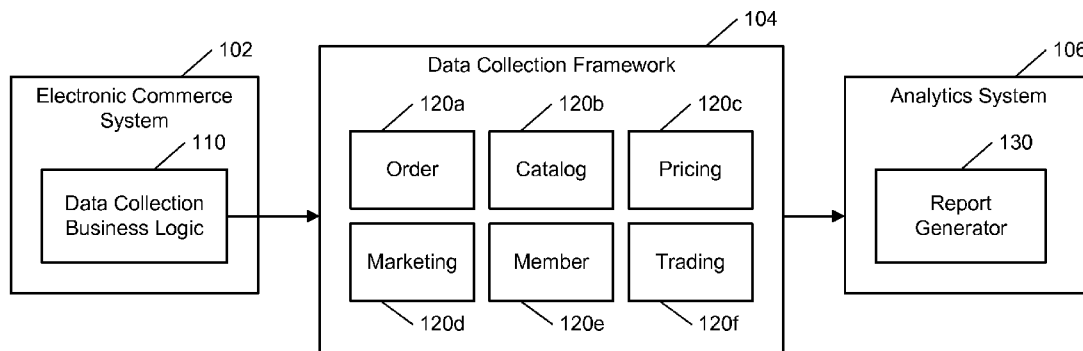 104
102
106
Data Collection Framework
Electronic Commerce
System
Analytics System
120a
120b
120c
110
130
Order
Catalog
Pricing
Data Collection
Business Logic
Report
Generator
Marketing
Member
Trading
120d
120e
120f